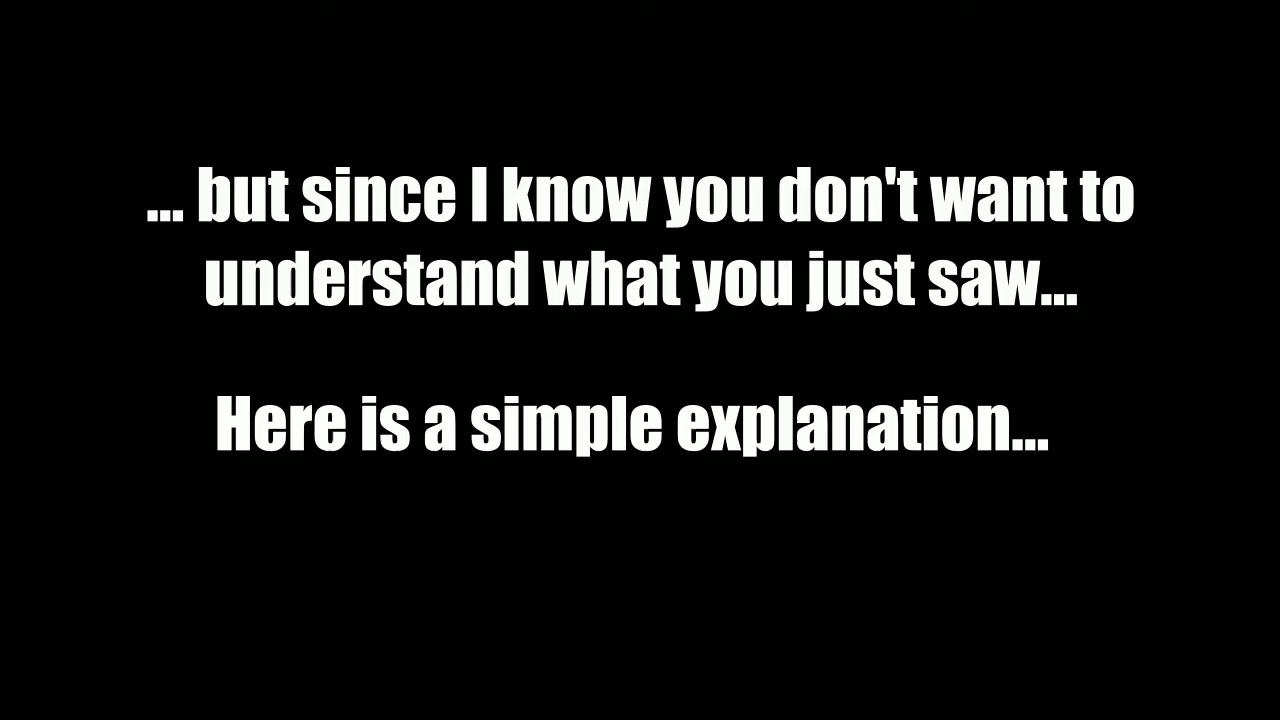 ... but since I know you don't want to
understand what you just saw...
Here is a simple explanation...